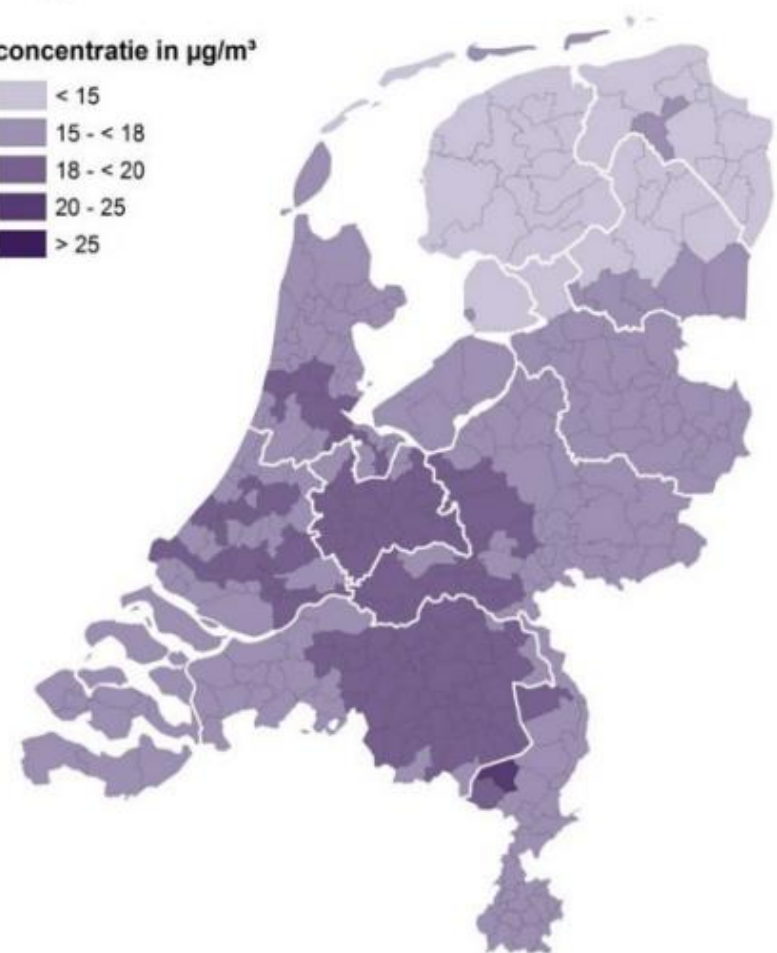 concentratie in µg/m³
< 15
15 - < 18
18 - < 20
20 - 25
> 25